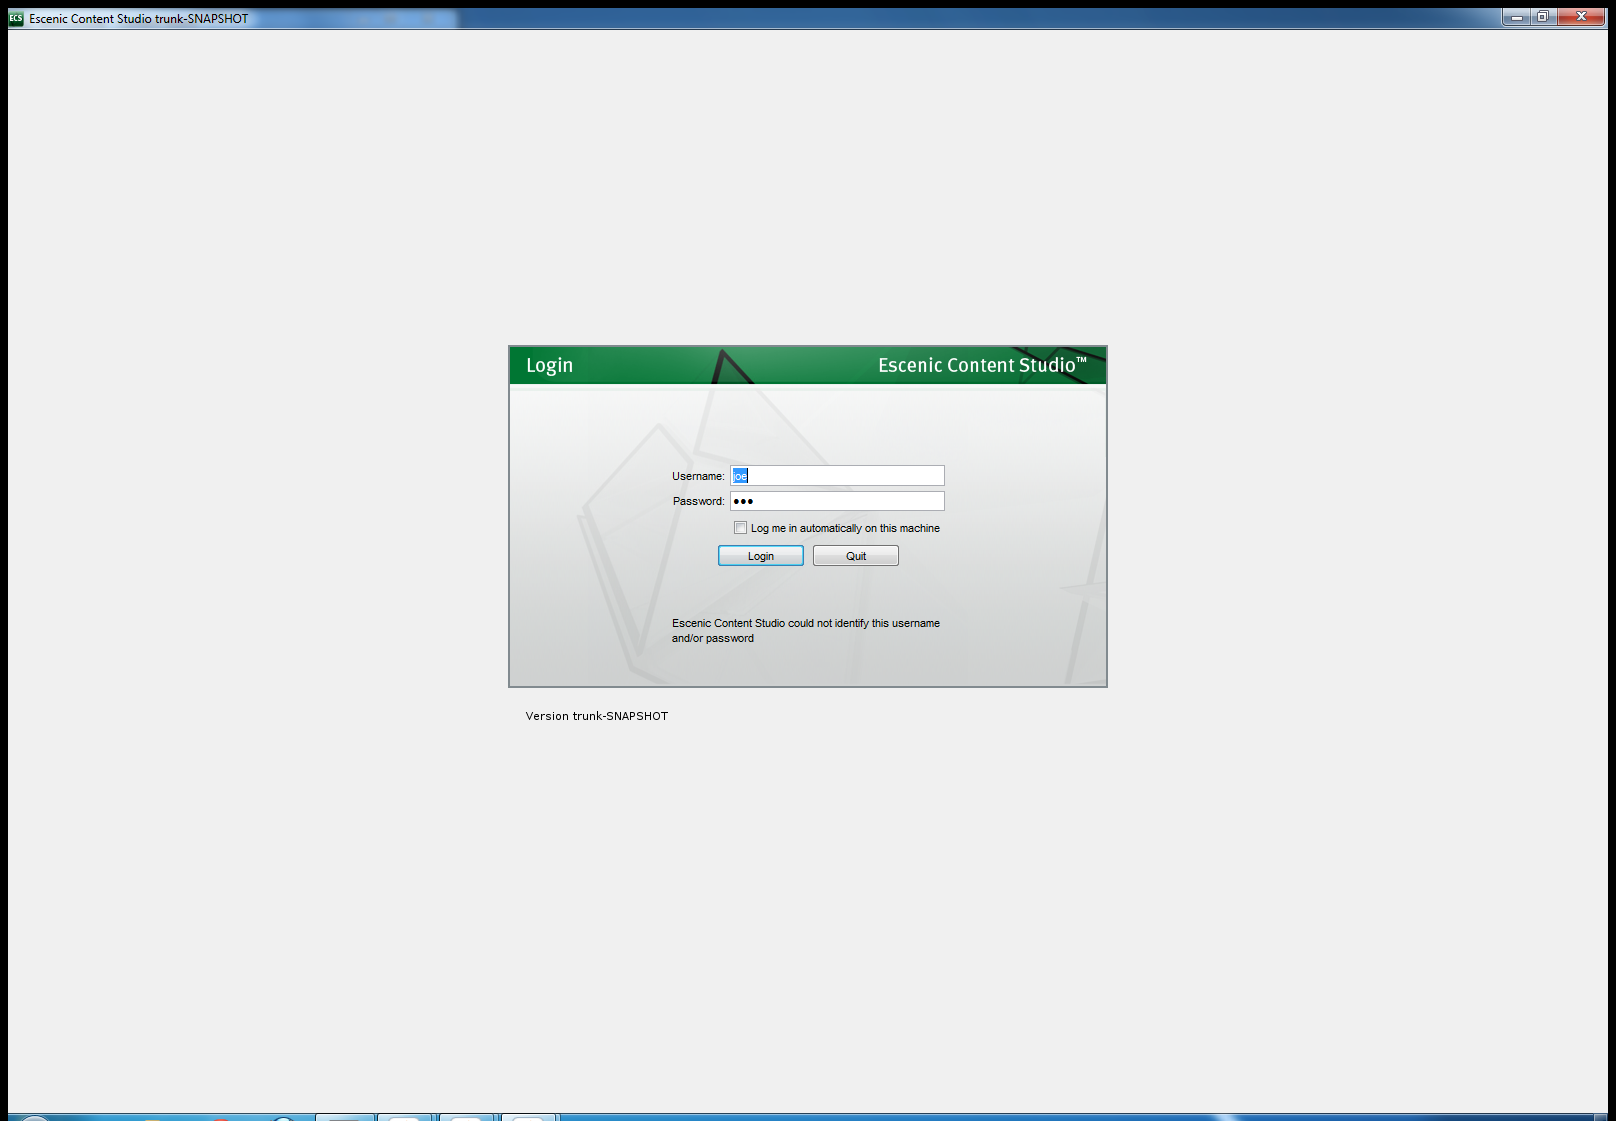 ECS Escenic Content Studio trunk-SNAPSHOT
Login Escenic Content Studio™
Username: joe
Password: •••
Log me in automatically on this machine
Login Quit
Escenic Content Studio could not identify this username
and/or password
Version trunk-SNAPSHOT